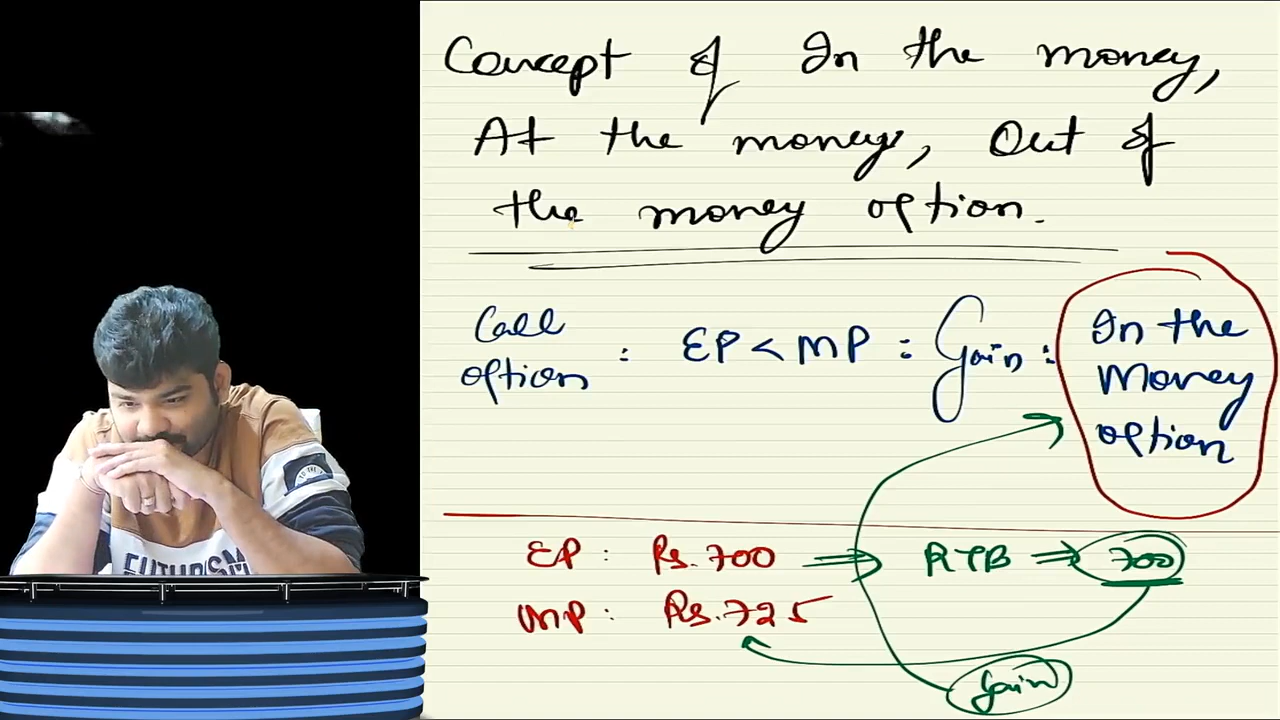 Concept of In the money,
At the money, Out of
the money option.
Call option : EP < MP = Gain : In the Money option
EP : Rs. 700 ⇒ RTB ⇒ 700
MP : Rs. 725
Gain
FUTURISM